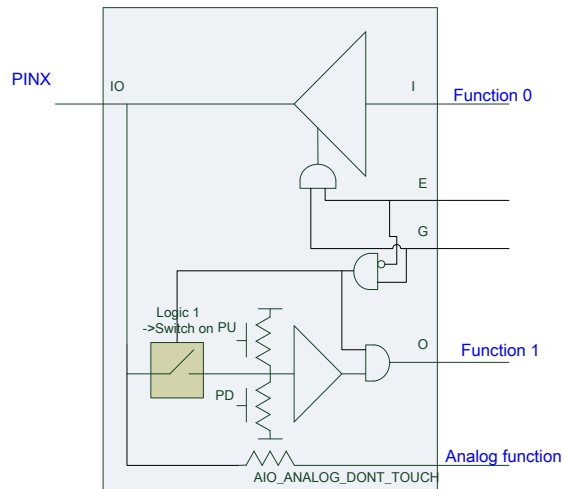 PINX
IO
I
Function 0
E
G
Logic 1
->Switch on
PU
PD
O
Function 1
Analog function
AIO_ANALOG_DONT_TOUCH